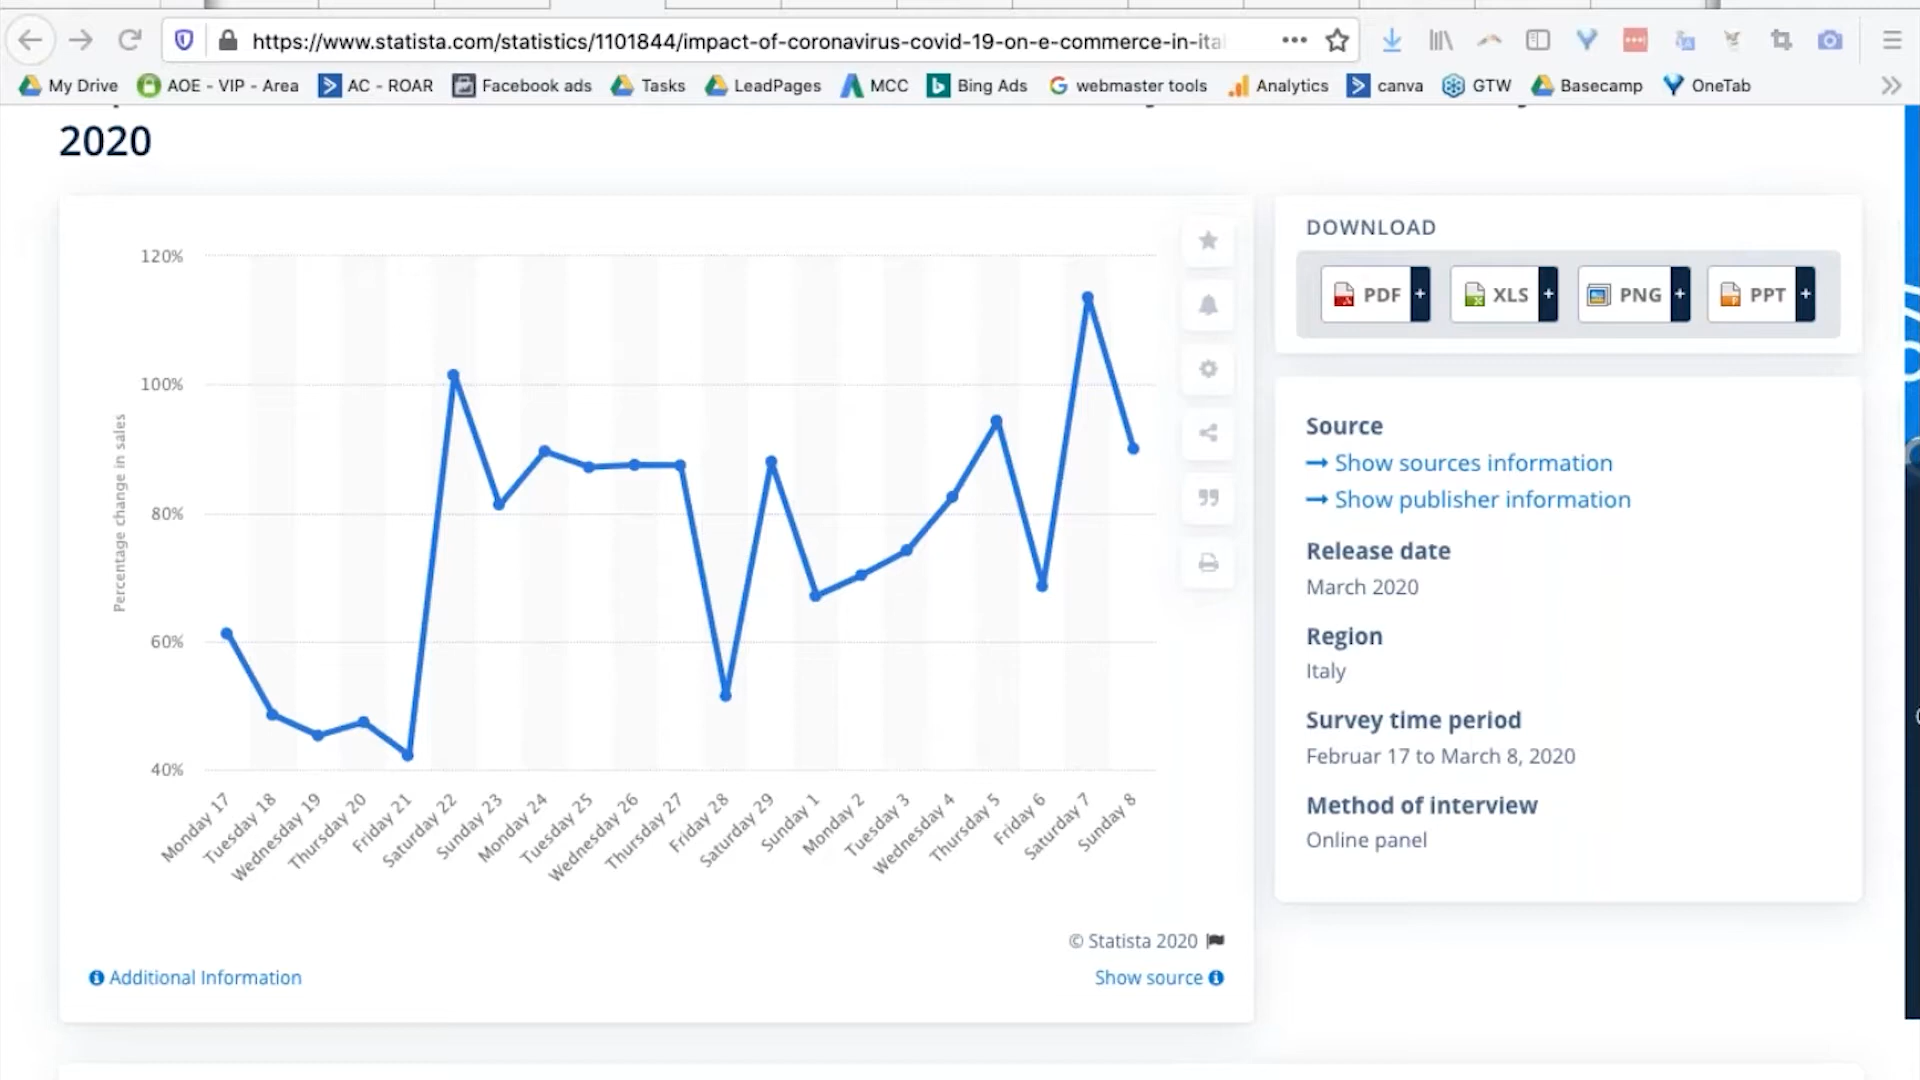 https://www.statista.com/statistics/1101844/impact-of-coronavirus-covid-19-on-e-commerce-in-ita
My Drive AOE - VIP - Area AC - ROAR Facebook ads Tasks LeadPages MCC Bing Ads webmaster tools Analytics canva GTW Basecamp OneTab
2020
120%
100%
80%
60%
40%
Percentage change in sales
Monday 17
Tuesday 18
Wednesday 19
Thursday 20
Friday 21
Saturday 22
Sunday 23
Monday 24
Tuesday 25
Wednesday 26
Thursday 27
Friday 28
Saturday 29
Sunday 1
Monday 2
Tuesday 3
Wednesday 4
Thursday 5
Friday 6
Saturday 7
Sunday 8
© Statista 2020
Additional Information
Show source
DOWNLOAD
PDF + XLS + PNG + PPT +
Source
Show sources information
Show publisher information
Release date
March 2020
Region
Italy
Survey time period
Februar 17 to March 8, 2020
Method of interview
Online panel